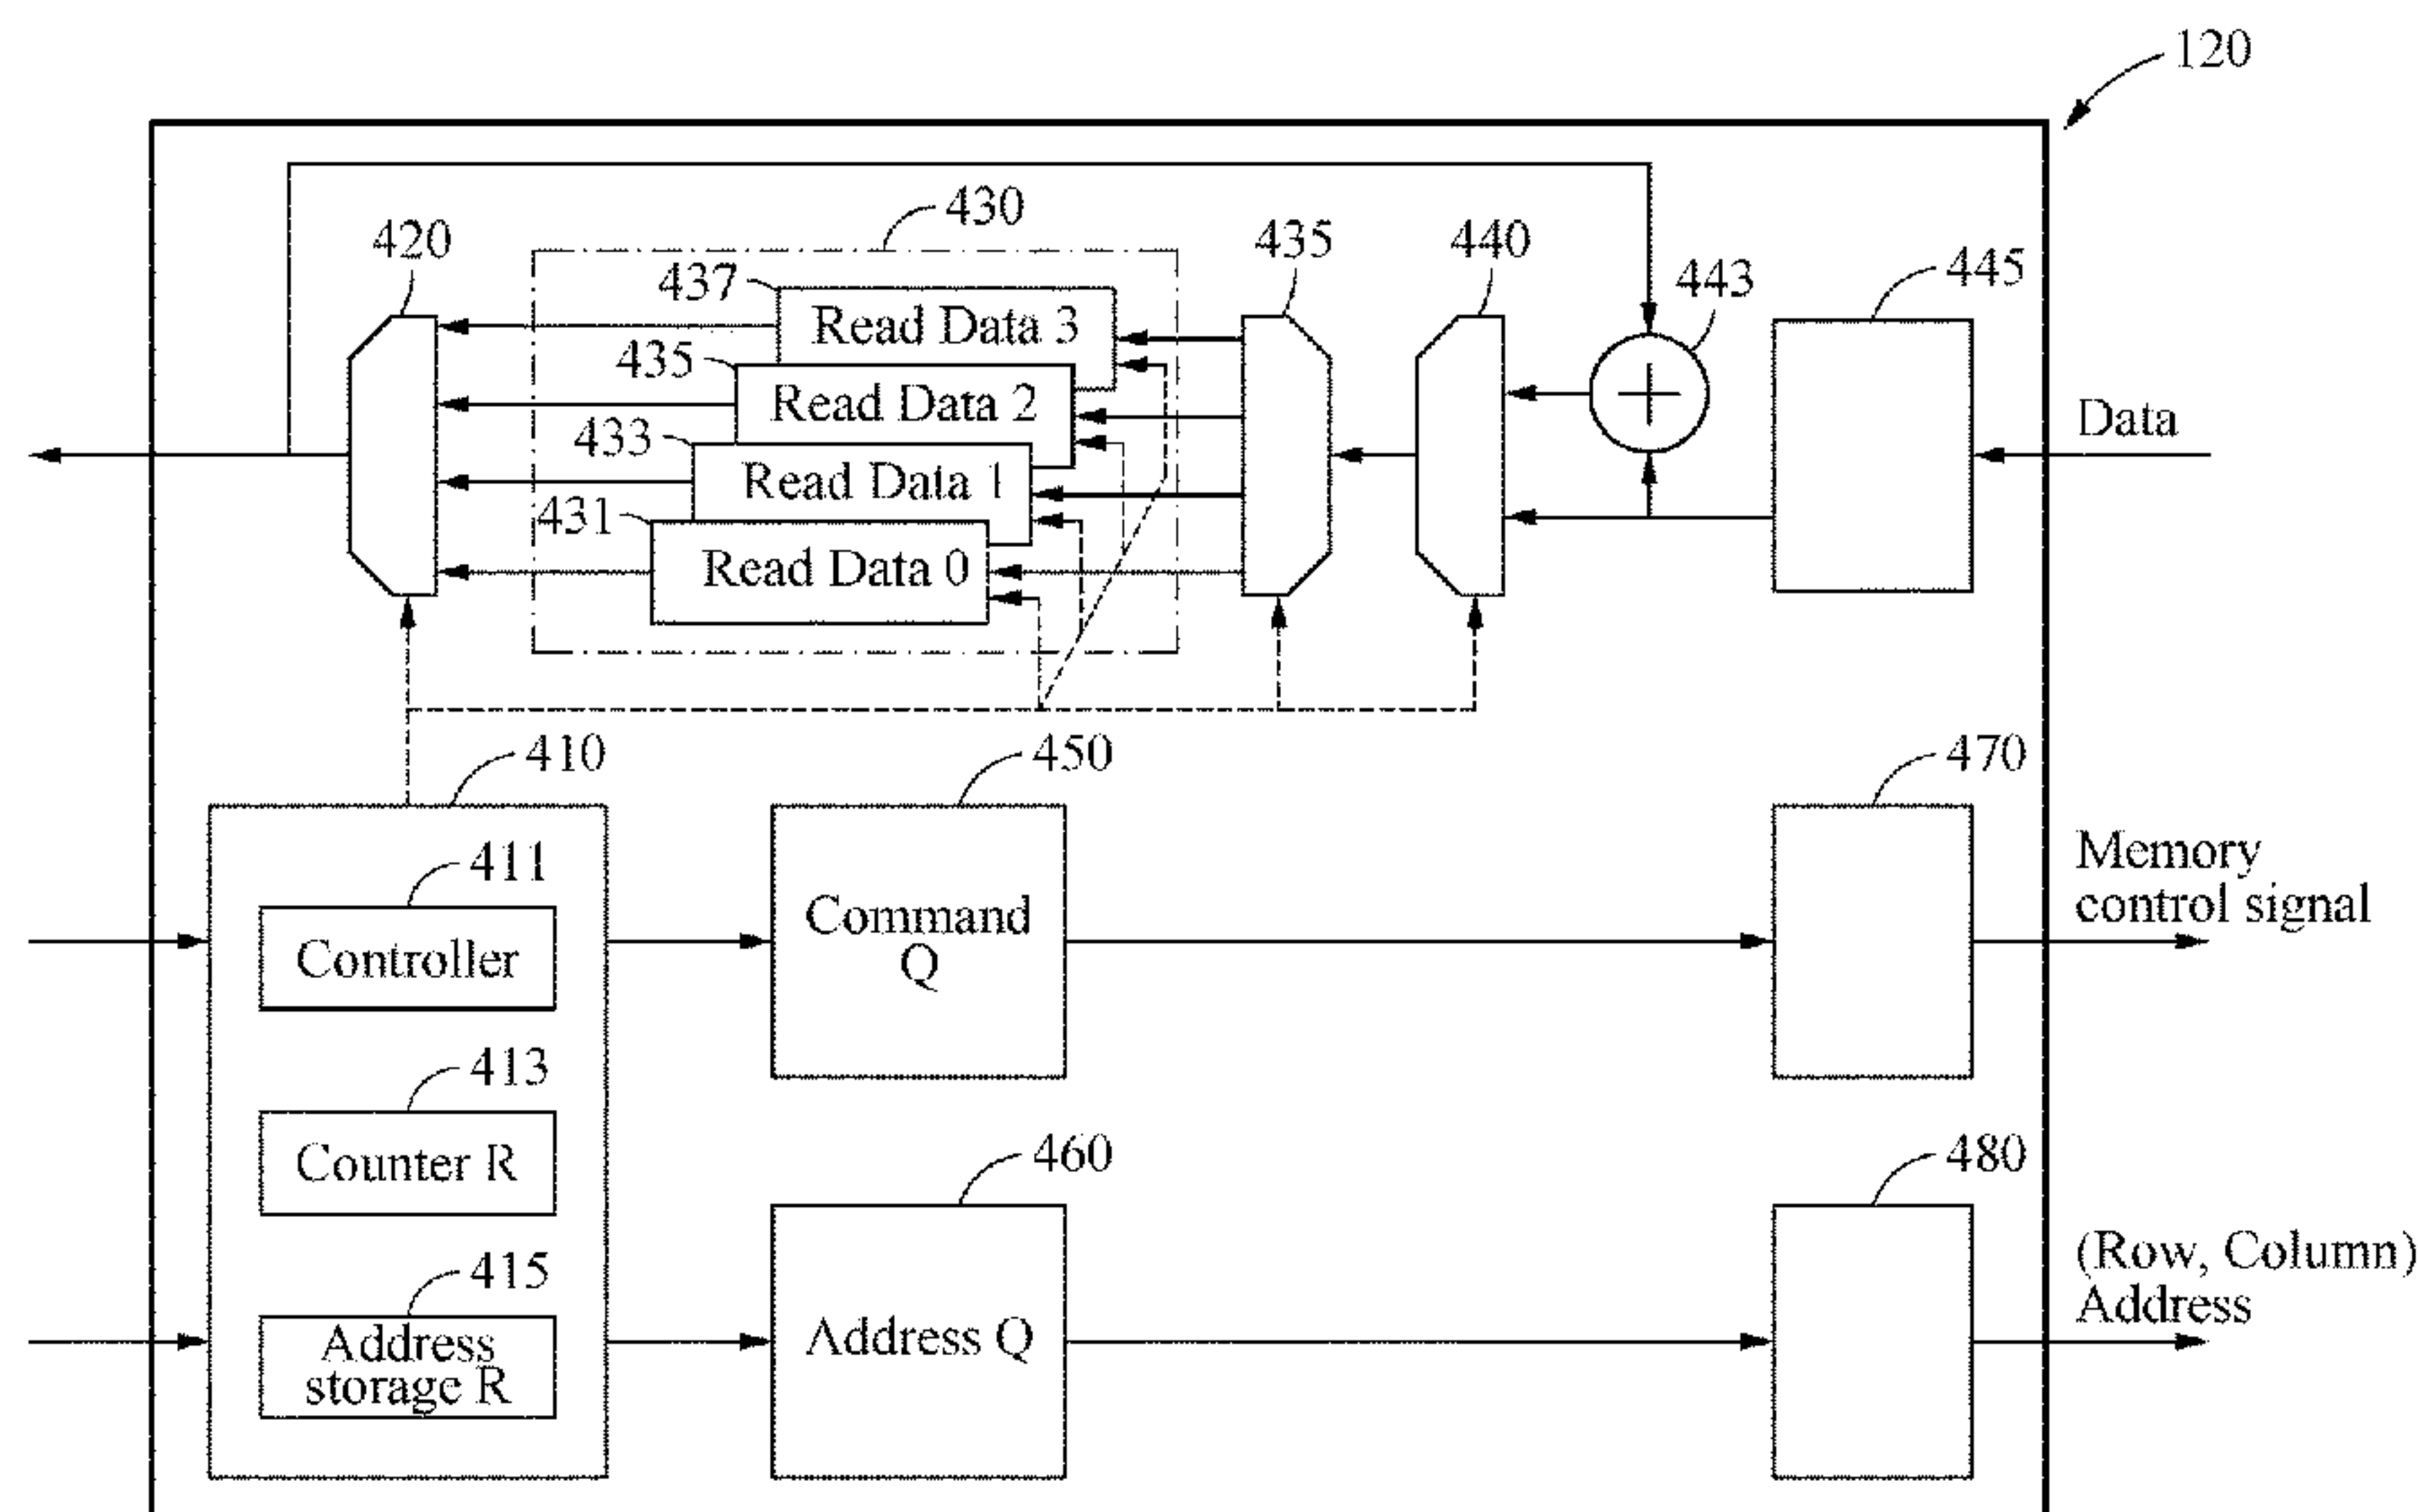 120
430
420
435
440
437
Read Data 3
443
445
435
Read Data 2
Data
433
Read Data 1
431
Read Data 0
410
450
470
411
Controller
Command
Q
Memory
control signal
413
Counter R
460
480
415
Address
storage R
Address Q
(Row, Column)
Address